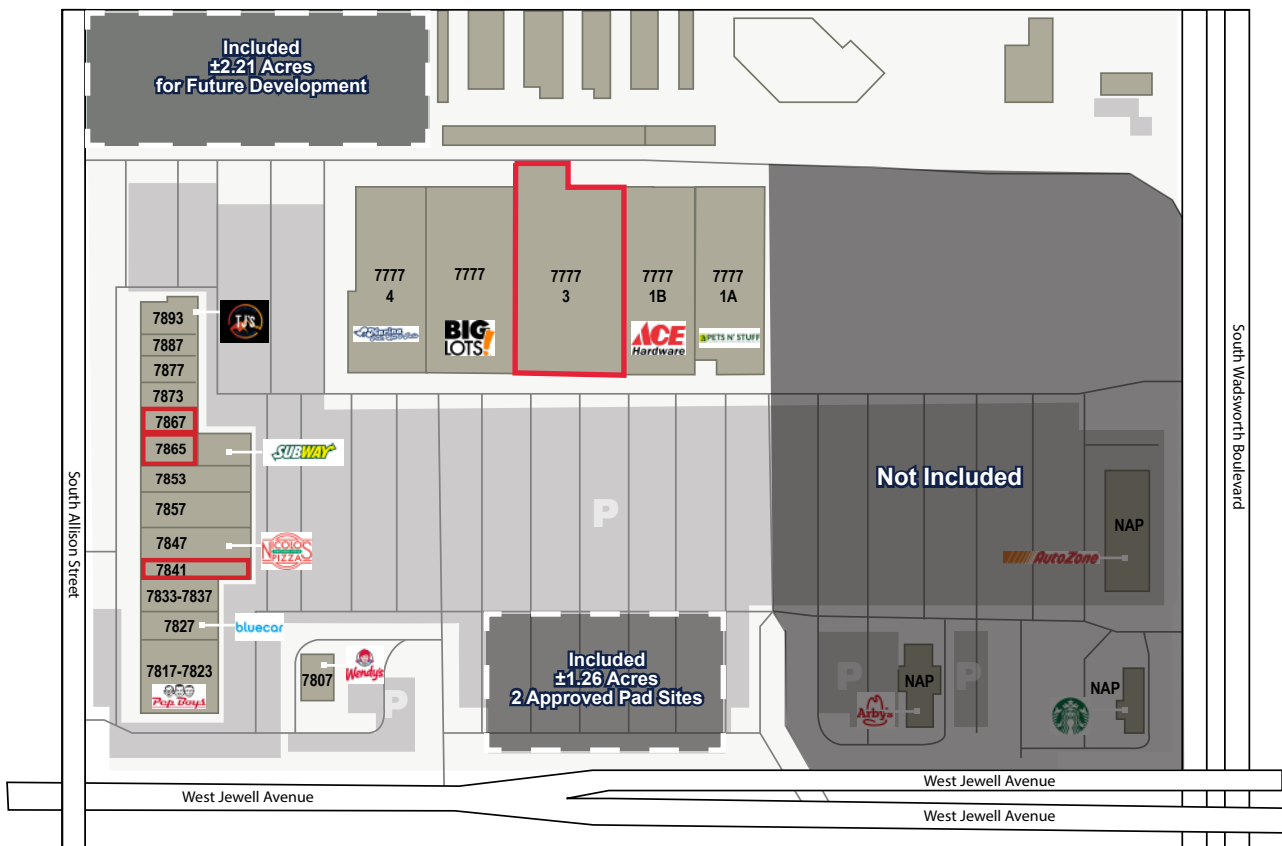 Included
±2.21 Acres
for Future Development
7777
4
7777
BIG
LOTS!
7777
3
7777
1B
ACE
Hardware
7777
1A
PETS N' STUFF
7893
TJ'S
7887
7877
7873
7867
7865
SUBWAY
7853
7857
7847
NICOLO'S
PIZZA
7841
7833-7837
7827
bluecar
7817-7823
Pep Boys
7807
Wendy's
P
P
Included
±1.26 Acres
2 Approved Pad Sites
Not Included
NAP
AutoZone
P
NAP
Arby's
P
NAP
South Allison Street
South Wadsworth Boulevard
West Jewell Avenue
West Jewell Avenue
West Jewell Avenue